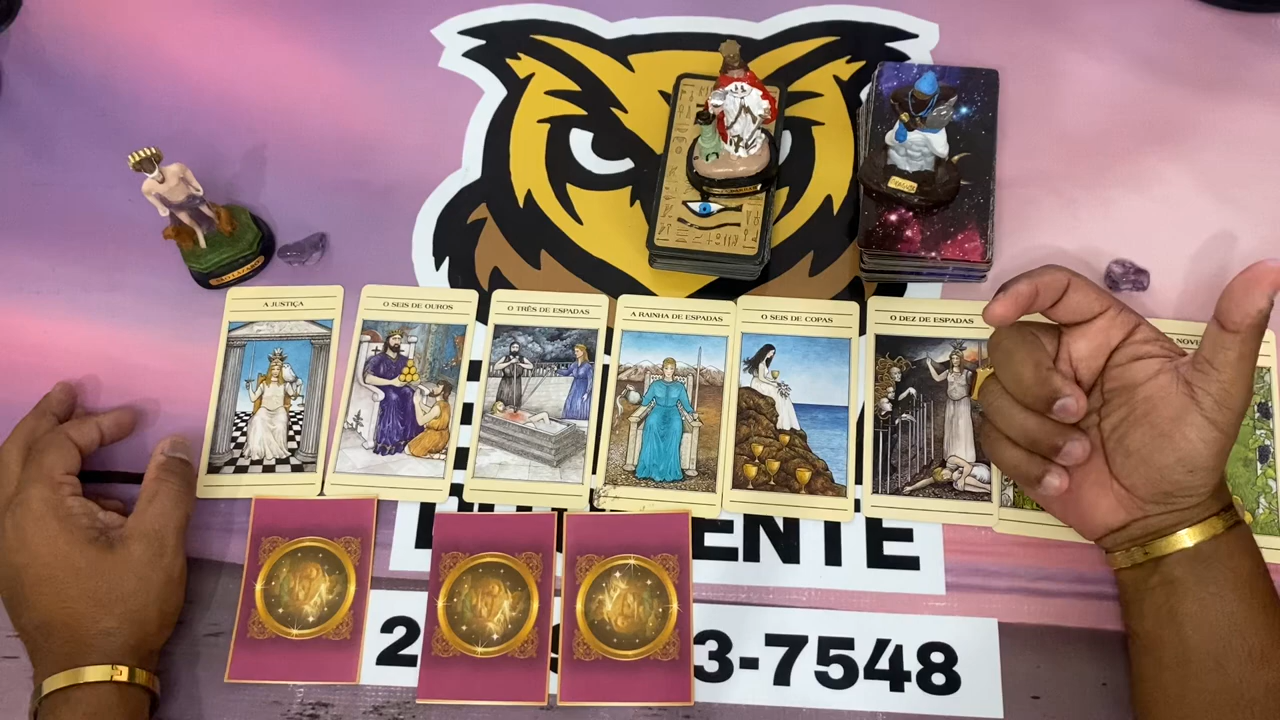 A JUSTIÇA
O SEIS DE OUROS
O TRÊS DE ESPADAS
A RAINHA DE ESPADAS
O SEIS DE COPAS
O DEZ DE ESPADAS
ENTE
3-7548